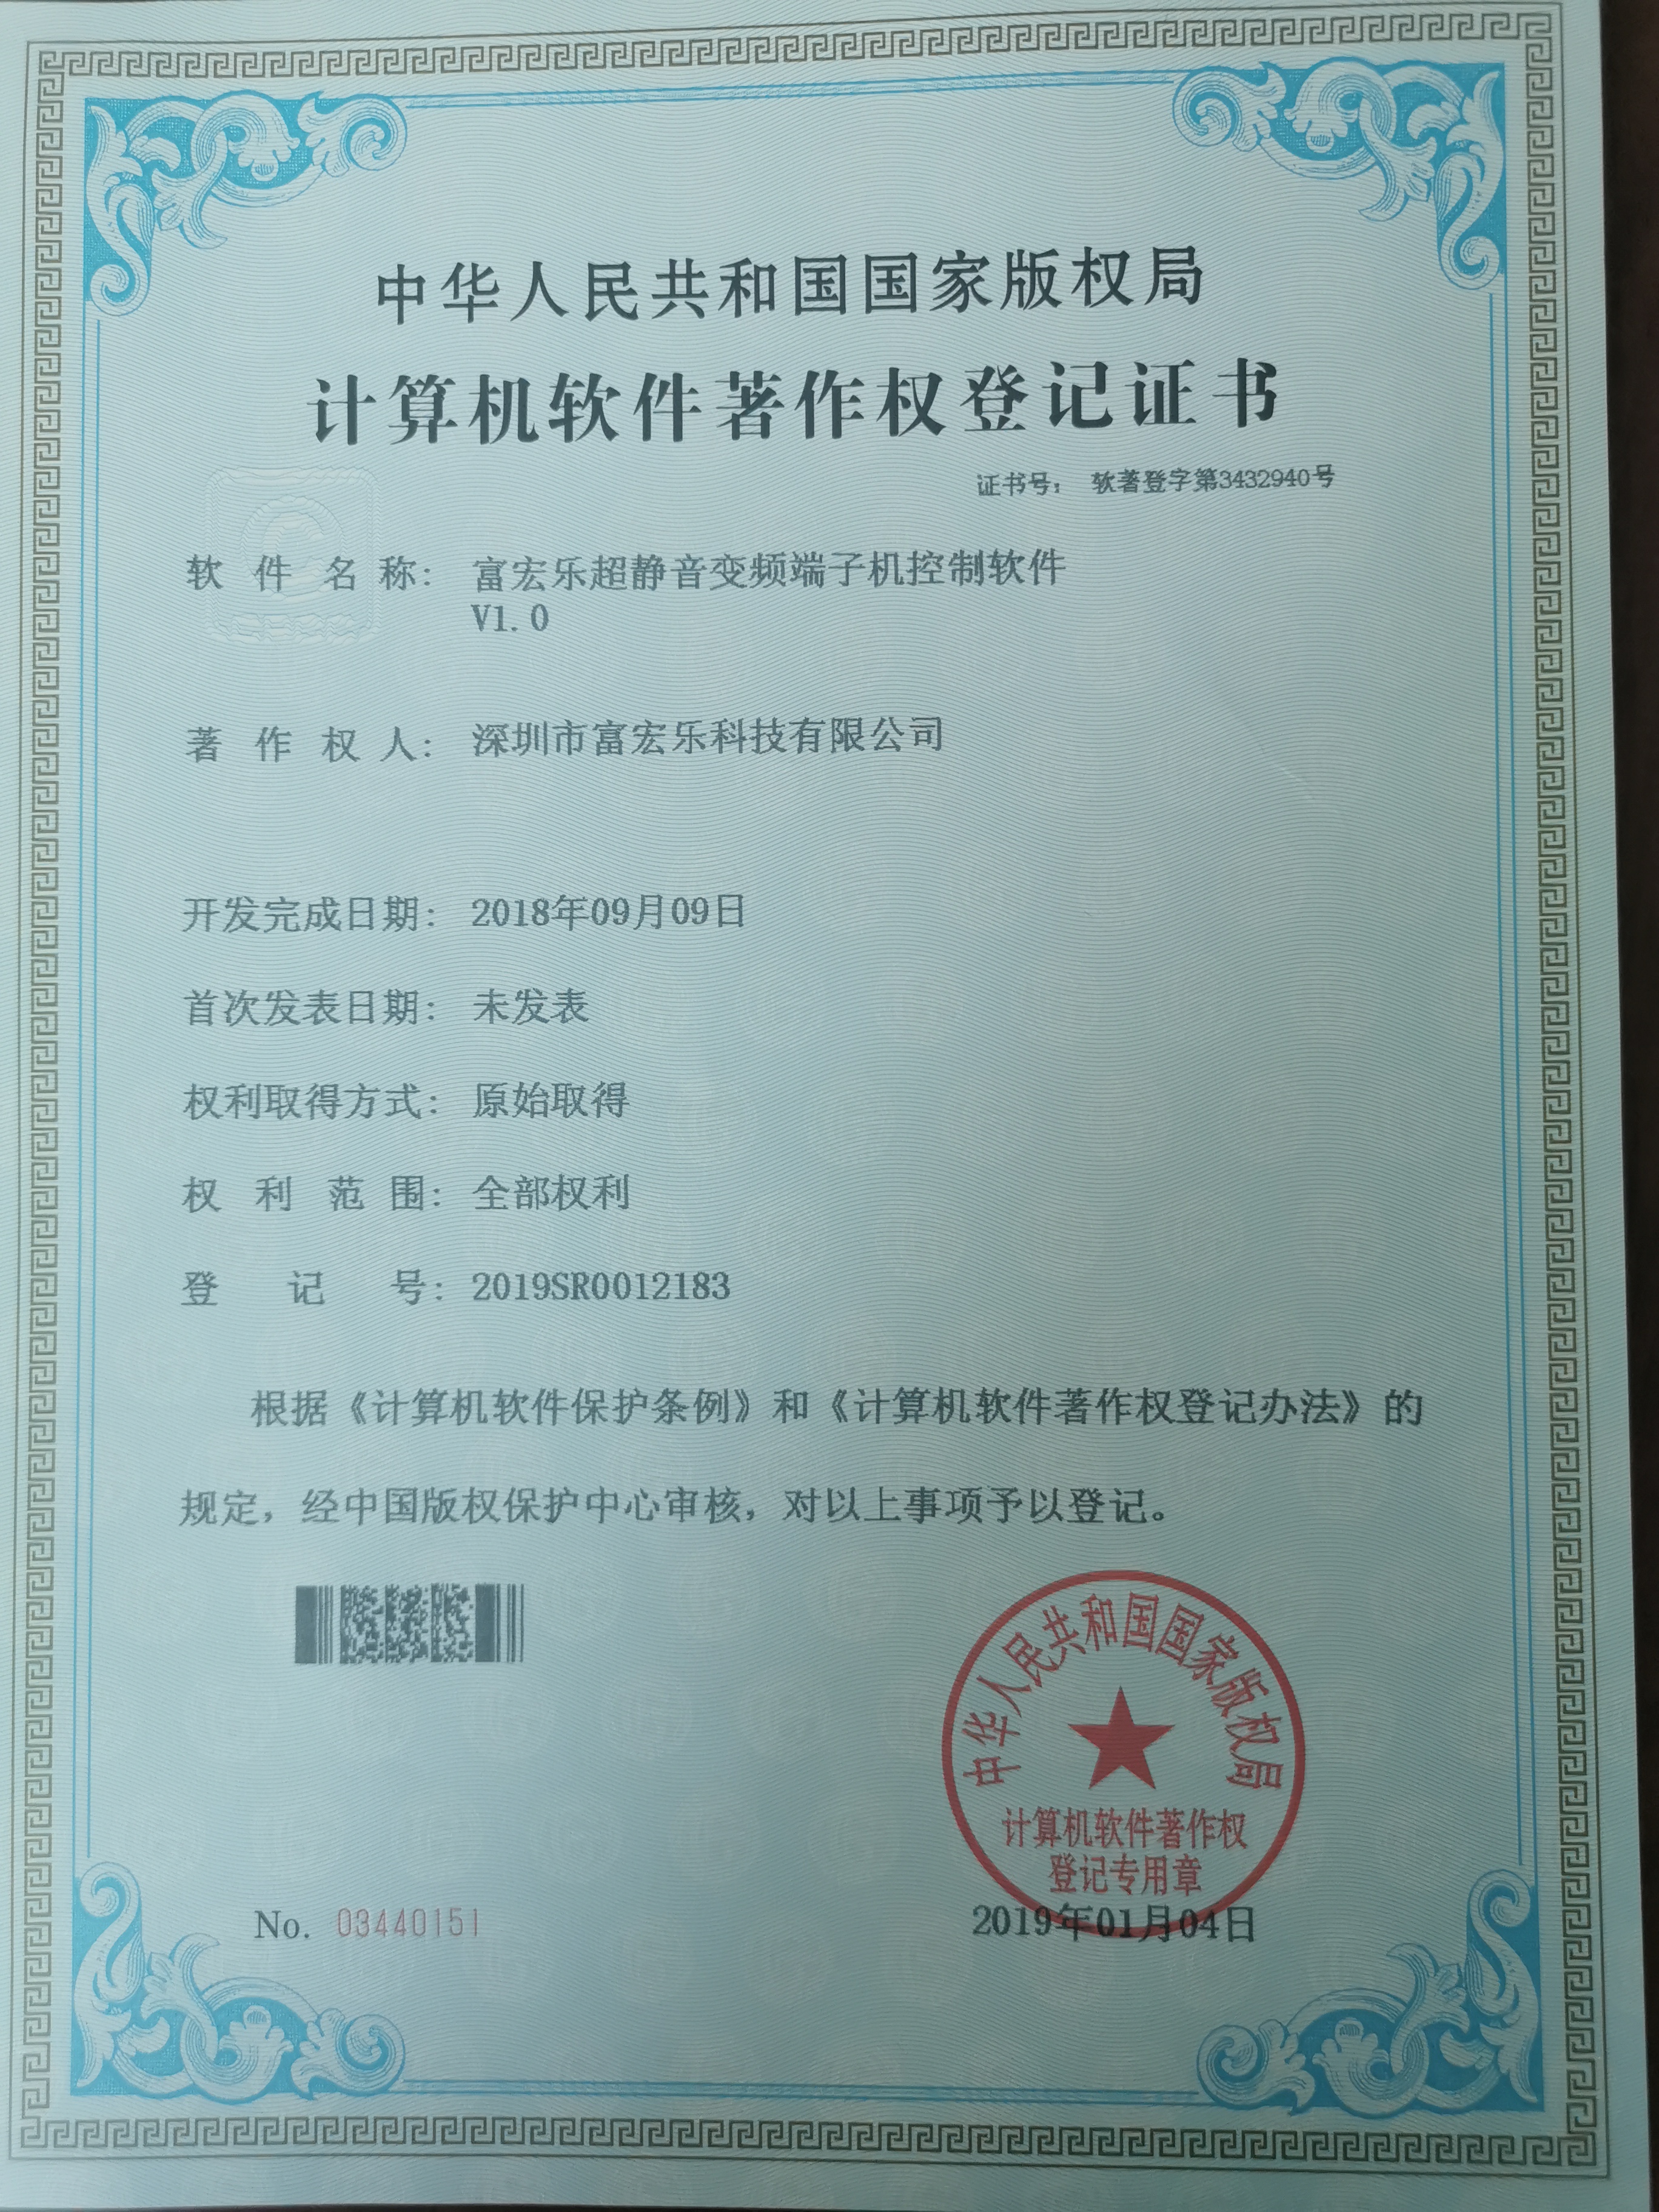 中华人民共和国国家版权局
计算机软件著作权登记证书
证书号： 软著登字第3432940号
软件名称： 富宏乐超静音变频端子机控制软件
V1.0
著作权人： 深圳市富宏乐科技有限公司
开发完成日期： 2018年09月09日
首次发表日期： 未发表
权利取得方式： 原始取得
权利范围： 全部权利
登记号： 2019SR0012183
根据《计算机软件保护条例》和《计算机软件著作权登记办法》的
规定，经中国版权保护中心审核，对以上事项予以登记。
中华人民共和国国家版权局
计算机软件著作权
登记专用章
No. 03440151
2019年01月04日